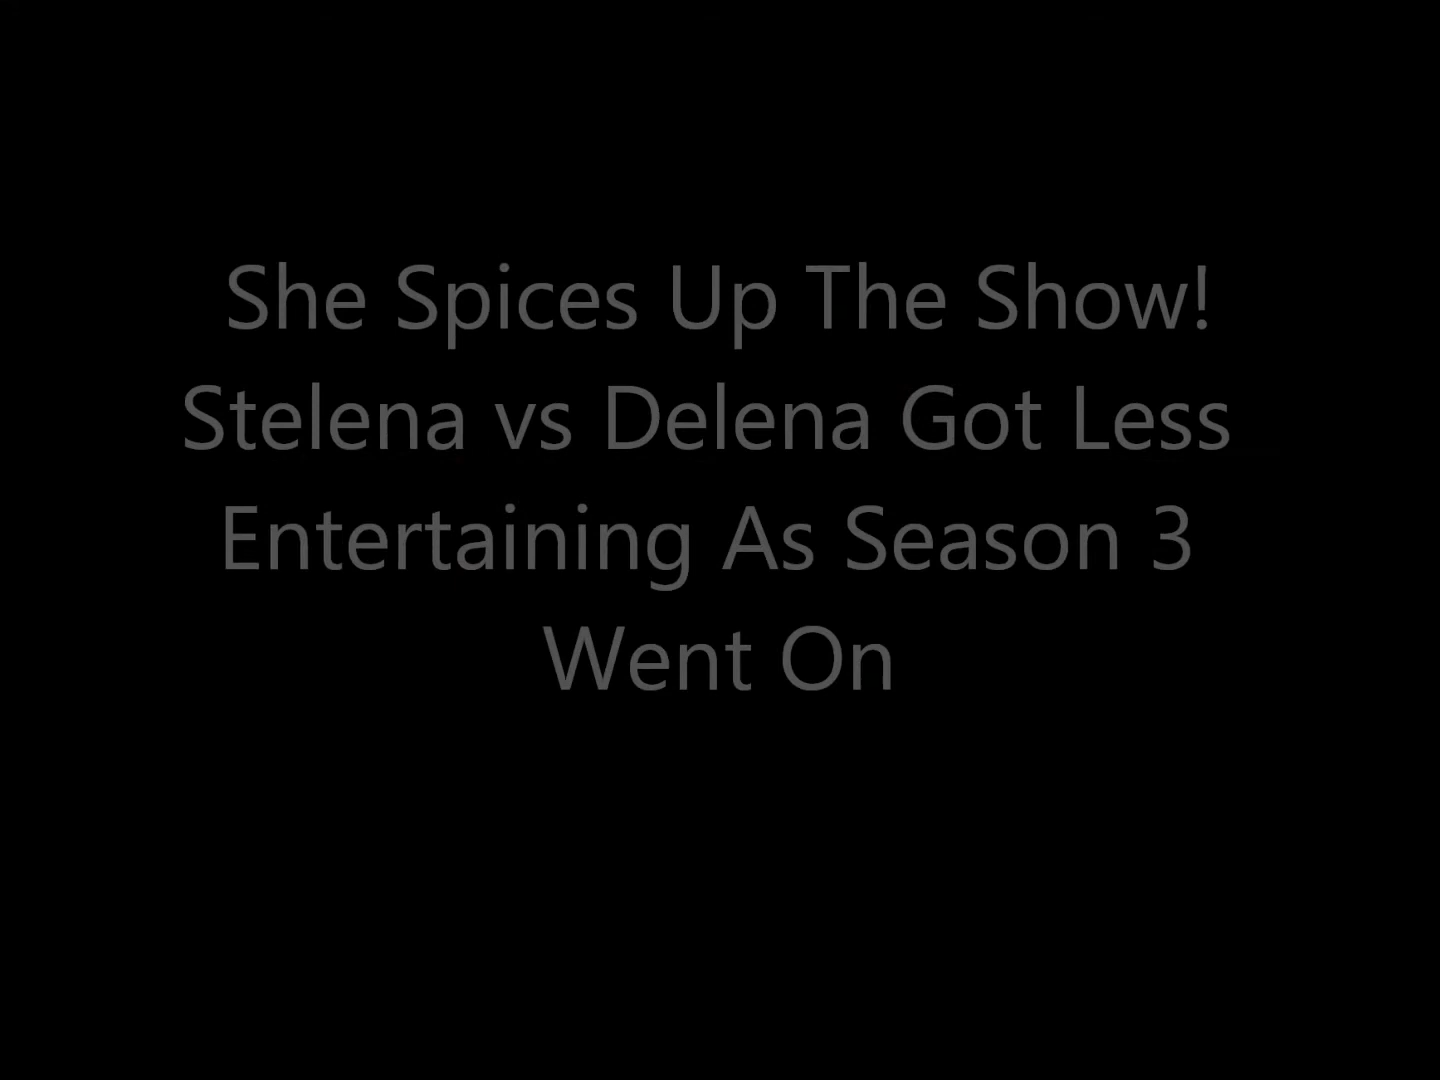 She Spices Up The Show!
Stelena vs Delena Got Less
Entertaining As Season 3
Went On